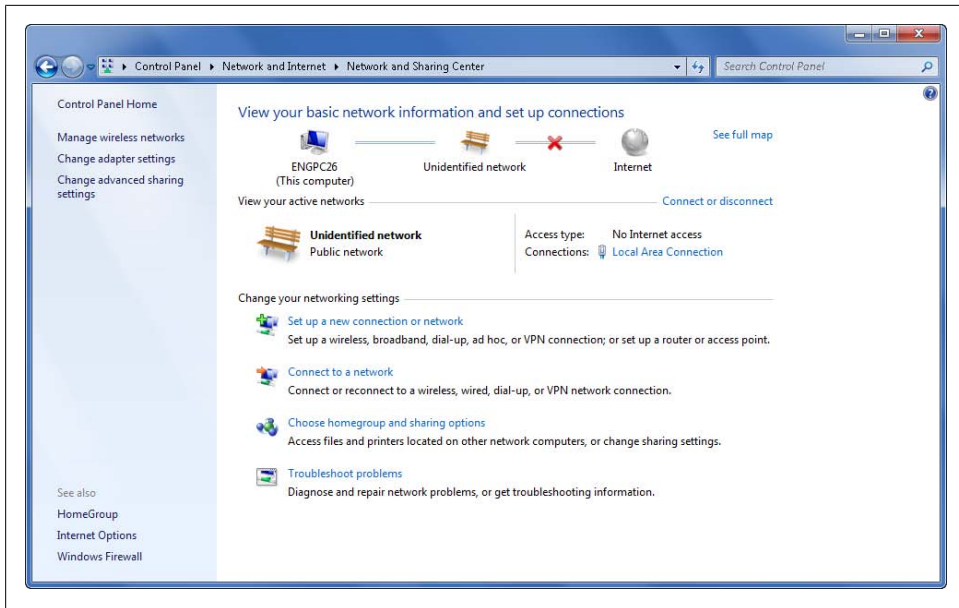 Control Panel ▸ Network and Internet ▸ Network and Sharing Center
Search Control Panel
Control Panel Home
Manage wireless networks
Change adapter settings
Change advanced sharing
settings
See also
HomeGroup
Internet Options
Windows Firewall
View your basic network information and set up connections
See full map
ENGPC26
(This computer)
Unidentified network
Internet
View your active networks
Connect or disconnect
Unidentified network
Public network
Access type: No Internet access
Connections: Local Area Connection
Change your networking settings
Set up a new connection or network
Set up a wireless, broadband, dial-up, ad hoc, or VPN connection; or set up a router or access point.
Connect to a network
Connect or reconnect to a wireless, wired, dial-up, or VPN network connection.
Choose homegroup and sharing options
Access files and printers located on other network computers, or change sharing settings.
Troubleshoot problems
Diagnose and repair network problems, or get troubleshooting information.